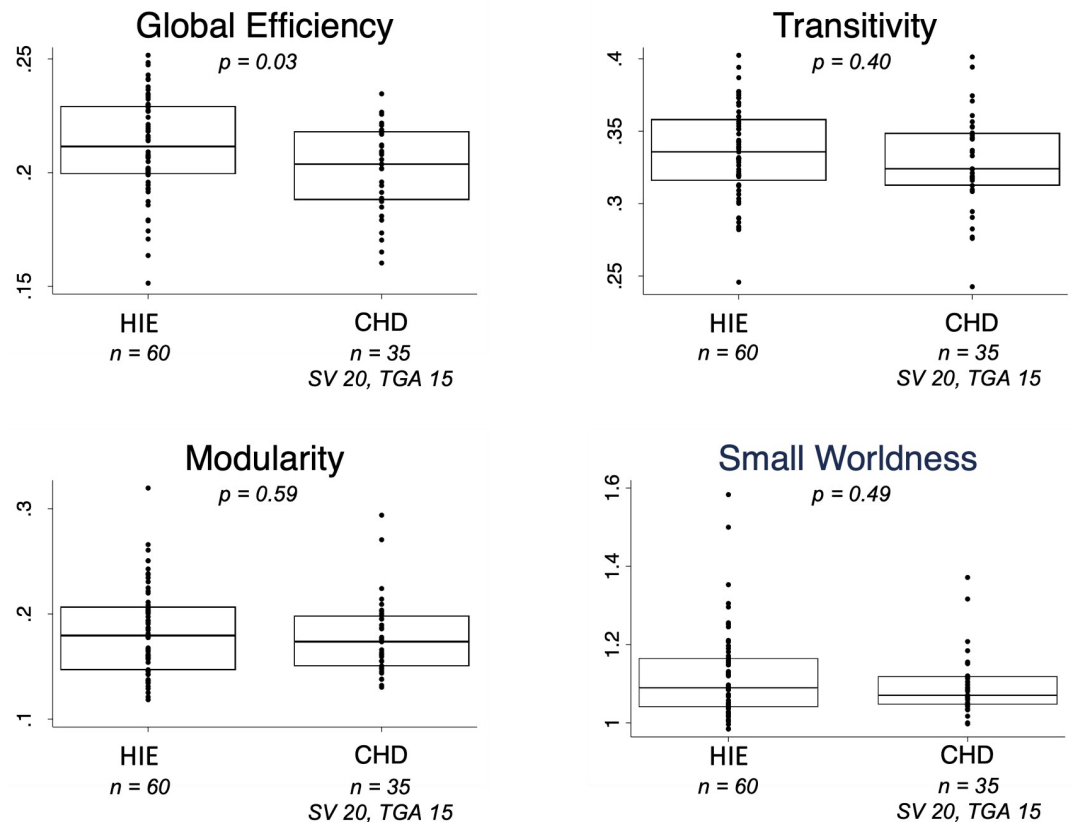 Global Efficiency
p = 0.03
.25
.2
.15
HIE
n = 60
CHD
n = 35
SV 20, TGA 15
Transitivity
p = 0.40
.4
.35
.3
.25
HIE
n = 60
CHD
n = 35
SV 20, TGA 15
Modularity
p = 0.59
.3
.2
.1
HIE
n = 60
CHD
n = 35
SV 20, TGA 15
Small Worldness
p = 0.49
1.6
1.4
1.2
1
HIE
n = 60
CHD
n = 35
SV 20, TGA 15